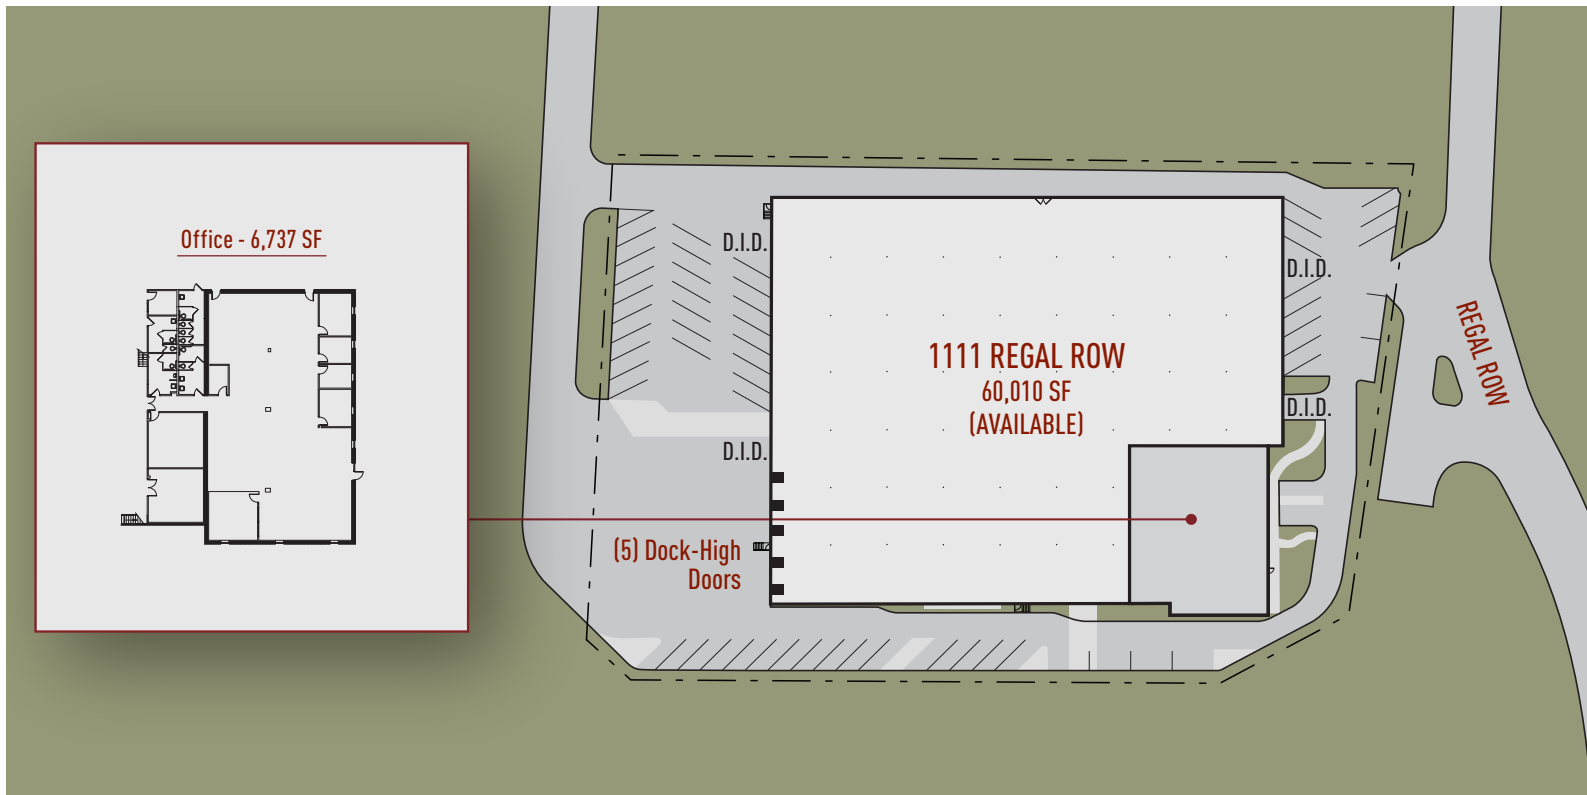 Office - 6,737 SF
D.I.D.
D.I.D.
1111 REGAL ROW
60,010 SF
(AVAILABLE)
REGAL ROW
D.I.D.
D.I.D.
(5) Dock-High
Doors